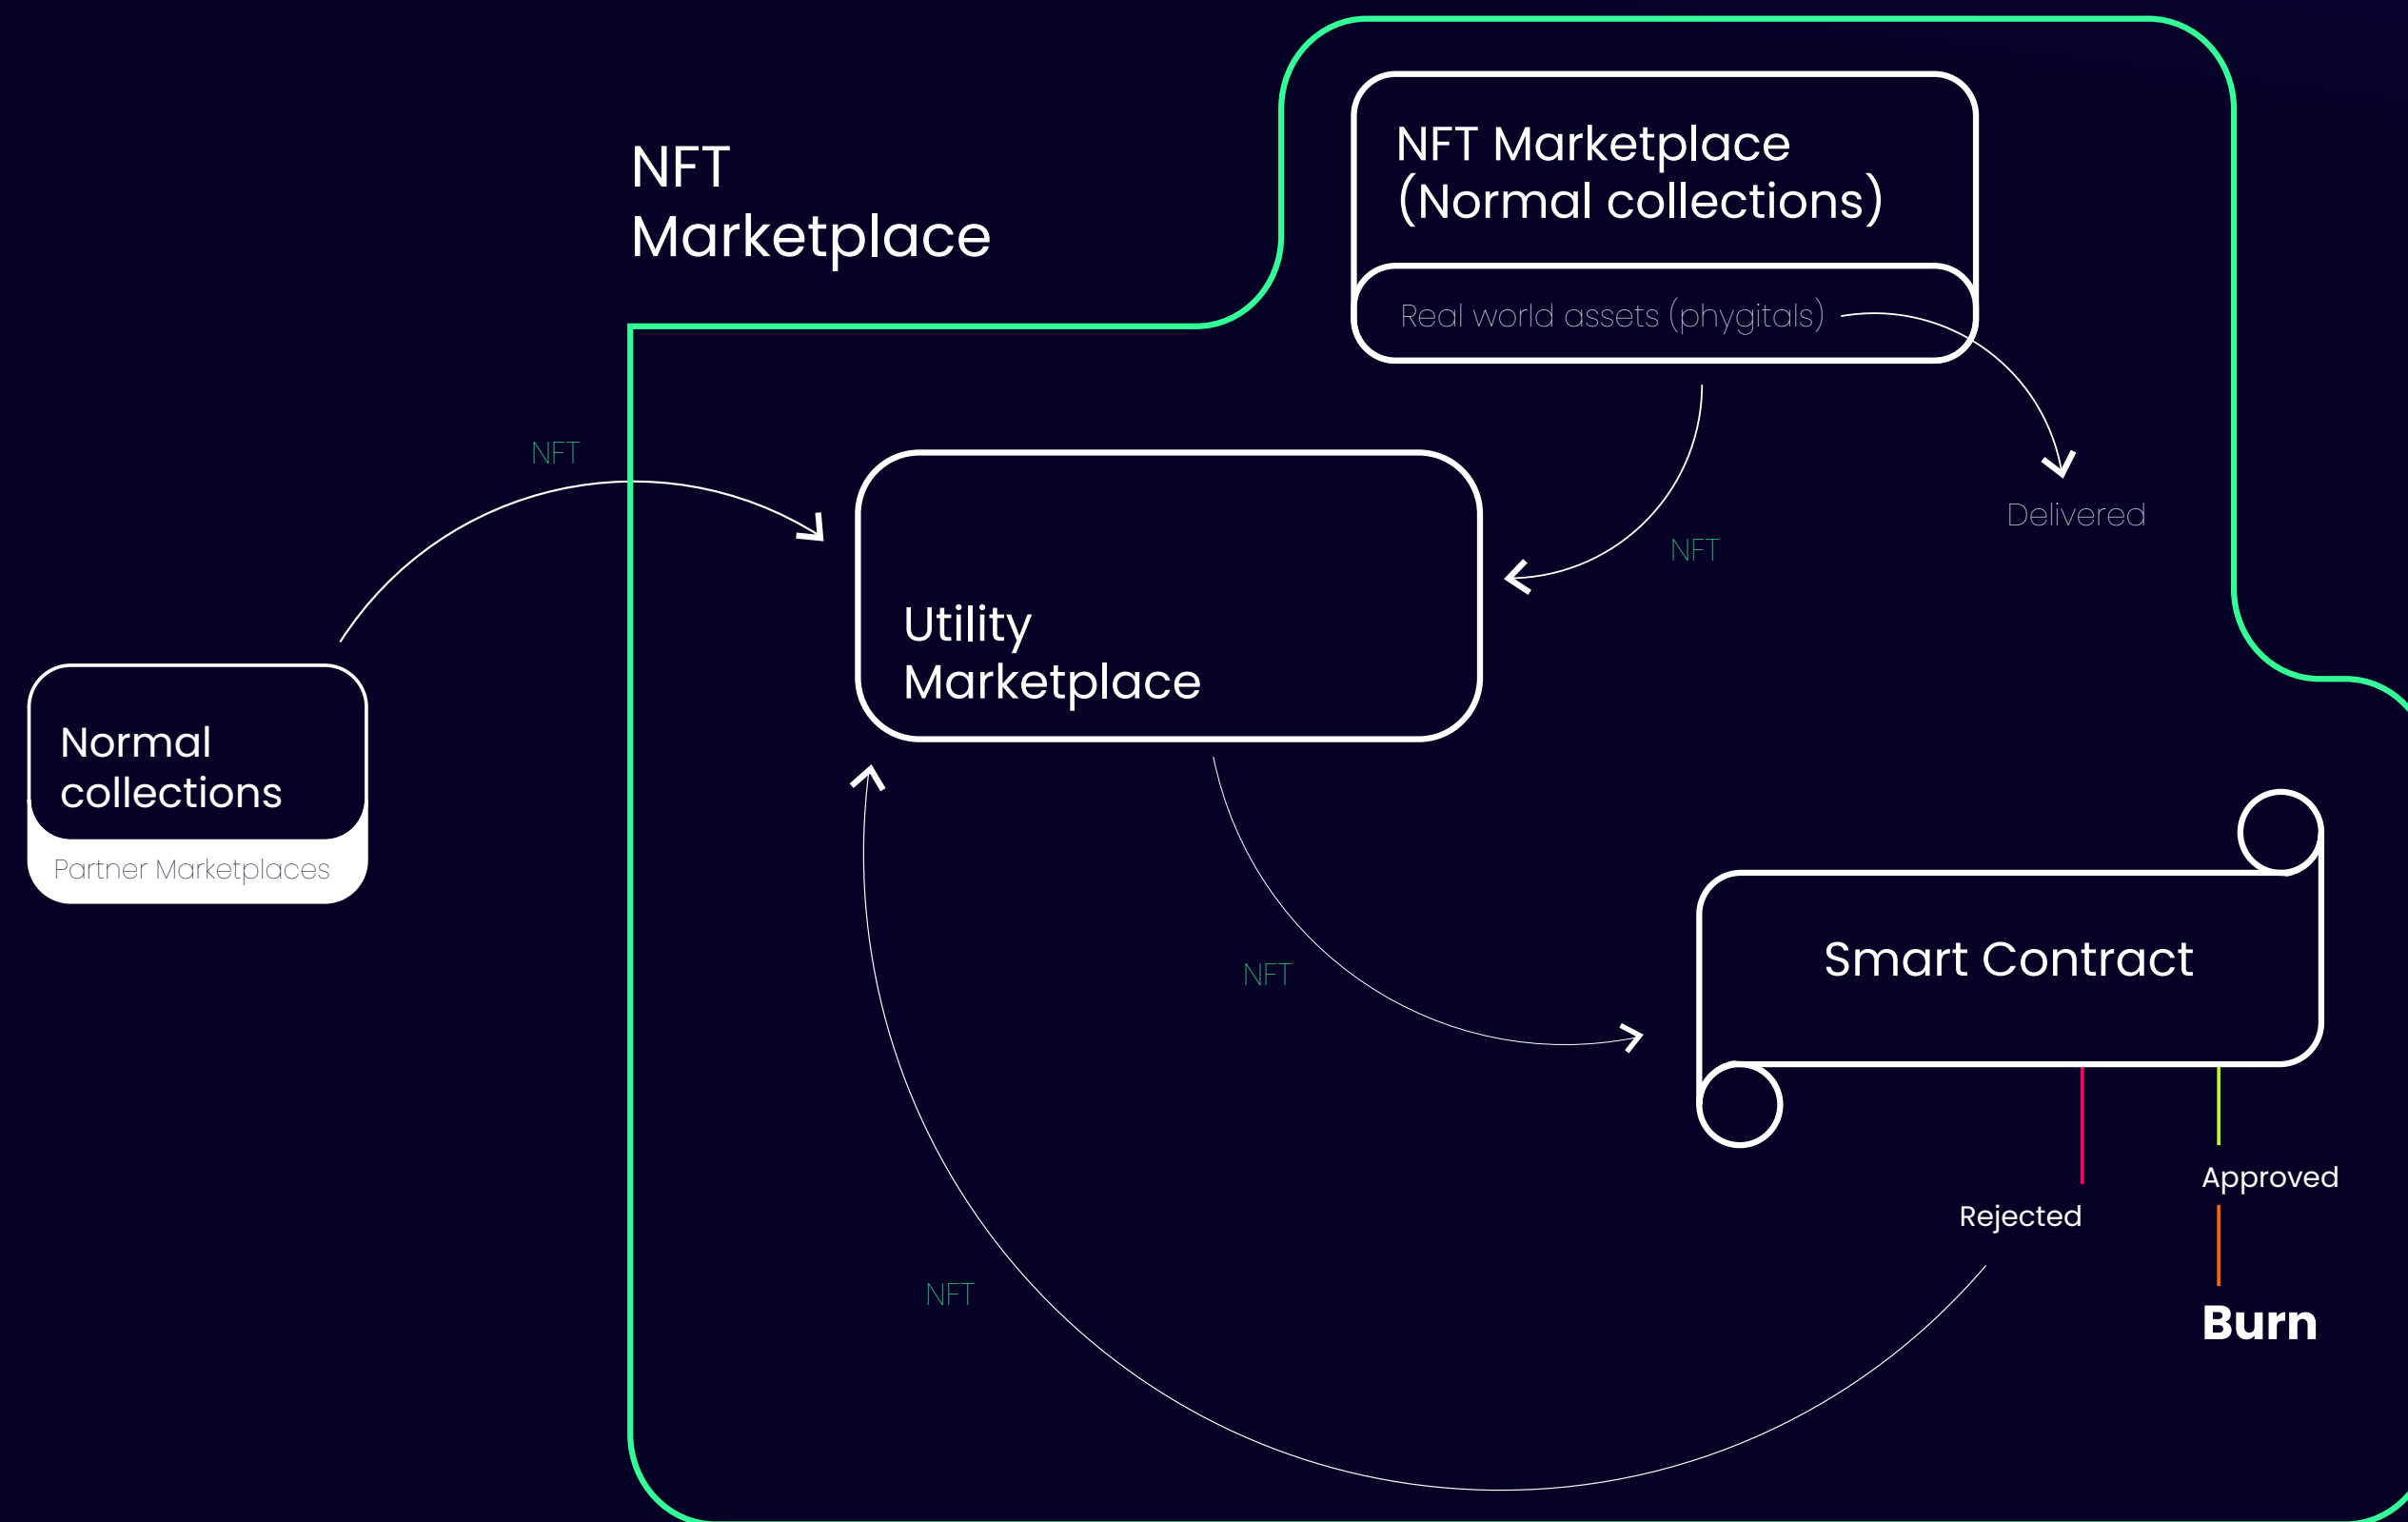 NFT
Marketplace
NFT Marketplace
(Normal collections)
Real world assets (phygitals)
NFT
Delivered
NFT
Utility
Marketplace
Normal
collections
Partner Marketplaces
NFT
Smart Contract
Approved
Rejected
NFT
Burn